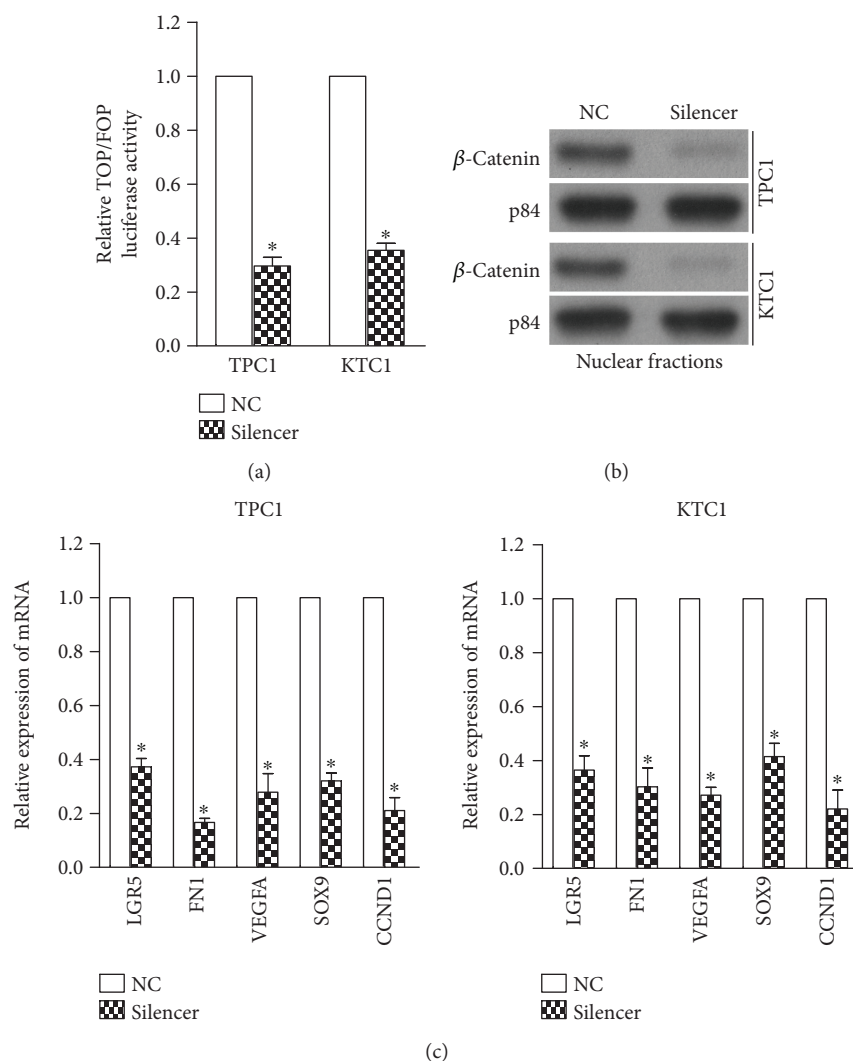 Relative TOP/FOP
luciferase activity
1.2
1.0
0.8
0.6
0.4
0.2
0.0
*
*
TPC1 KTC1
NC
Silencer
(a)
NC Silencer
β-Catenin
p84
TPC1
β-Catenin
p84
KTC1
Nuclear fractions
(b)
TPC1
Relative expression of mRNA
1.2
1.0
0.8
0.6
0.4
0.2
0.0
*
*
*
*
*
LGR5
FN1
VEGFA
SOX9
CCND1
NC
Silencer
KTC1
Relative expression of mRNA
1.2
1.0
0.8
0.6
0.4
0.2
0.0
*
*
*
*
*
LGR5
FN1
VEGFA
SOX9
CCND1
NC
Silencer
(c)